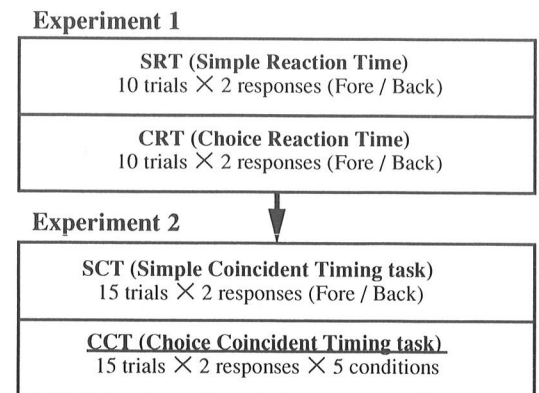 Experiment 1
SRT (Simple Reaction Time)
10 trials × 2 responses (Fore / Back)
CRT (Choice Reaction Time)
10 trials × 2 responses (Fore / Back)
Experiment 2
SCT (Simple Coincident Timing task)
15 trials × 2 responses (Fore / Back)
CCT (Choice Coincident Timing task)
15 trials × 2 responses × 5 conditions